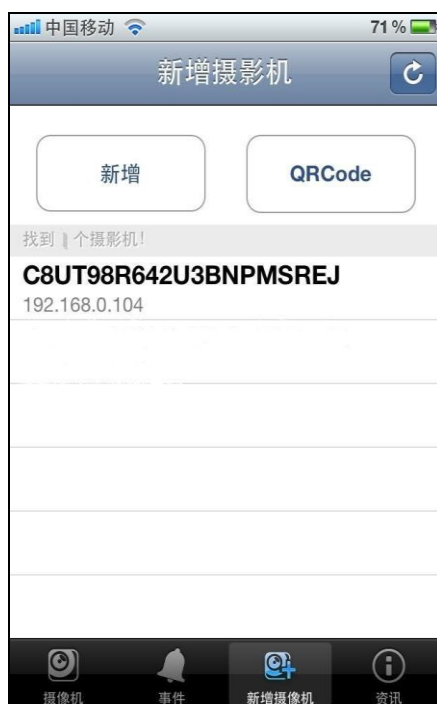 中国移动 71%
新增摄影机
新增 QRCode
找到 1 个摄影机!
C8UT98R642U3BNPMSREJ
192.168.0.104
摄像机 事件 新增摄像机 资讯